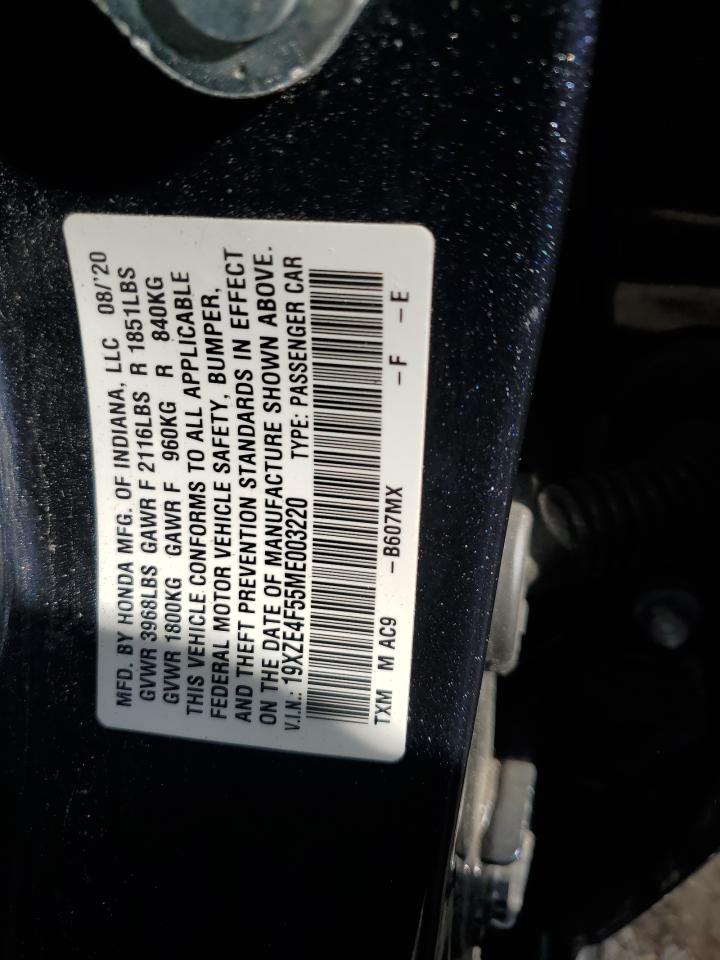 MFD. BY HONDA MFG. OF INDIANA, LLC 08/'20
GVWR 3968LBS GAWR F 2116LBS R 1851LBS
GVWR 1800KG GAWR F 960KG R 840KG
THIS VEHICLE CONFORMS TO ALL APPLICABLE
FEDERAL MOTOR VEHICLE SAFETY, BUMPER,
AND THEFT PREVENTION STANDARDS IN EFFECT
ON THE DATE OF MANUFACTURE SHOWN ABOVE.
V.I.N.: 19XZE4F55ME003220 TYPE: PASSENGER CAR
TXM M AC9 -B607MX -F -E